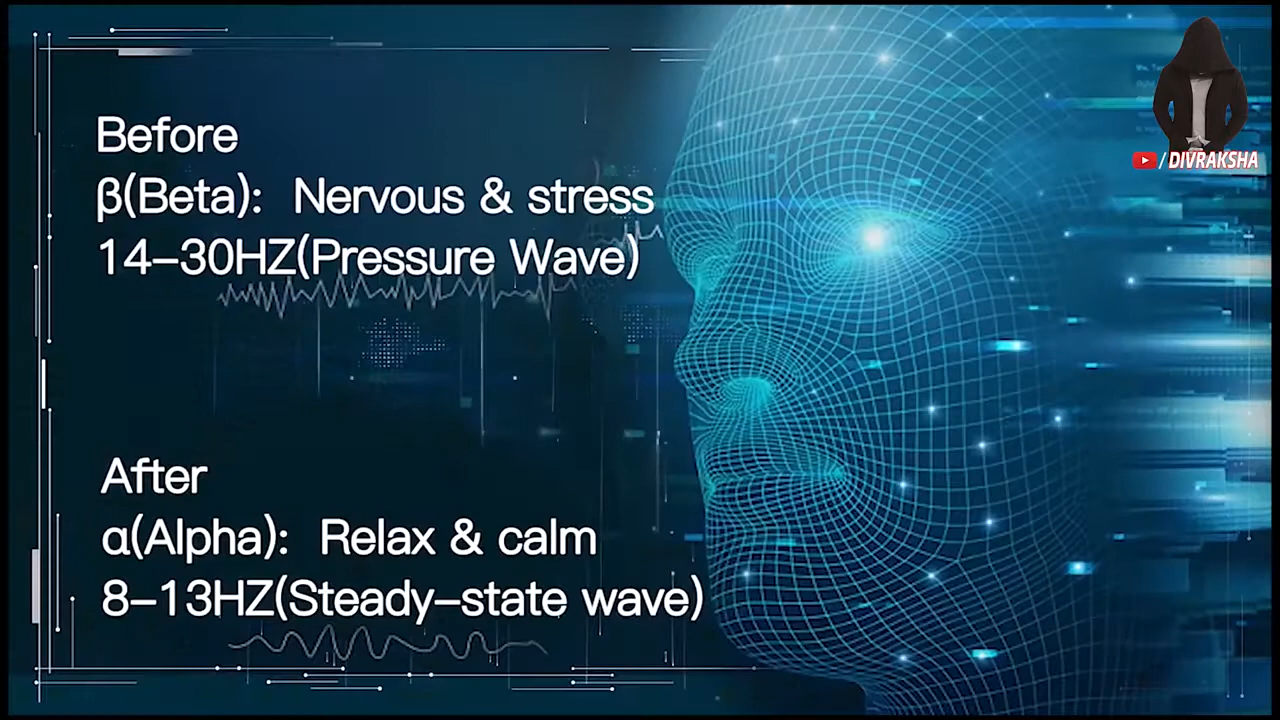 Before
β(Beta): Nervous & stress
14–30HZ(Pressure Wave)
After
α(Alpha): Relax & calm
8–13HZ(Steady–state wave)
/ DIVRAKSHA